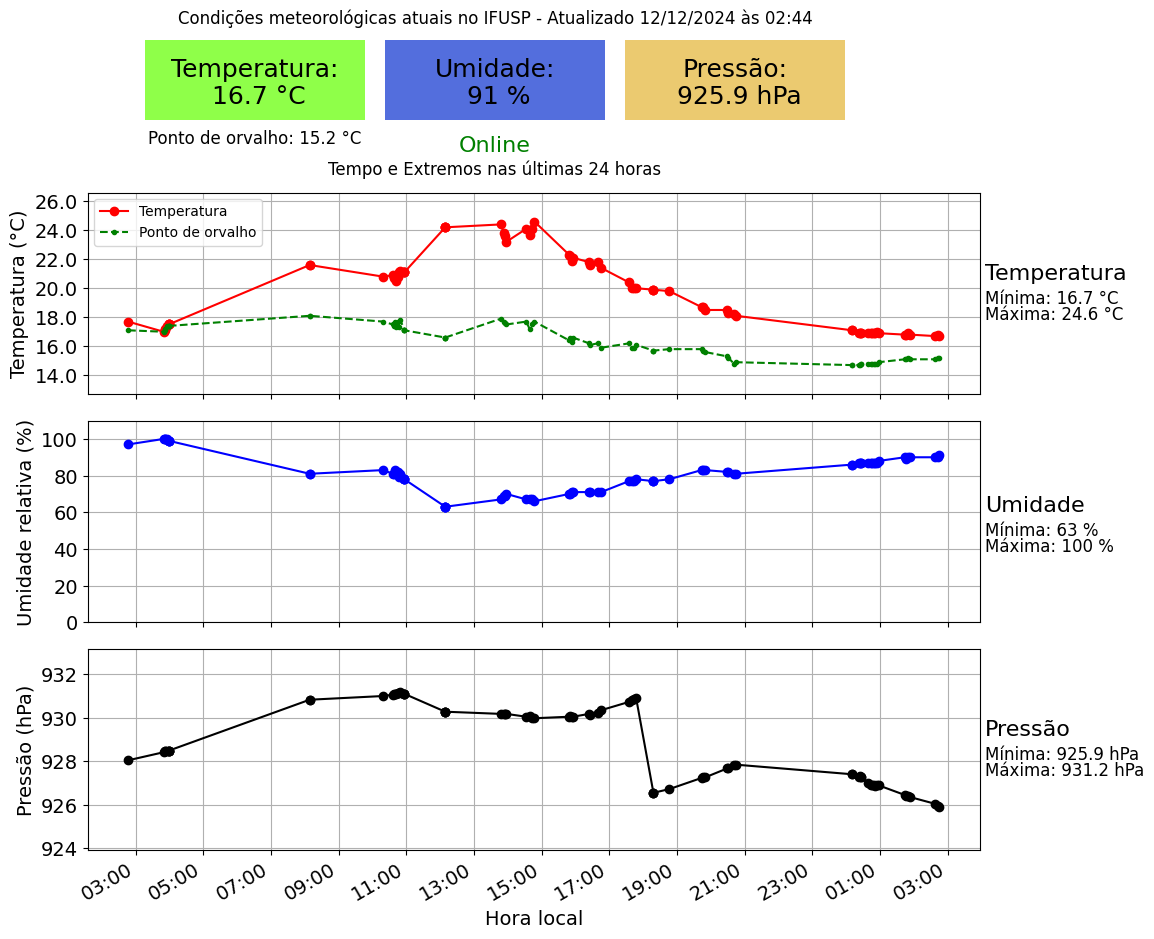 Condições meteorológicas atuais no IFUSP - Atualizado 12/12/2024 às 02:44
Temperatura:
16.7 °C
Umidade:
91 %
Pressão:
925.9 hPa
Ponto de orvalho: 15.2 °C
Online
Tempo e Extremos nas últimas 24 horas
Temperatura (°C)
26.0
24.0
22.0
20.0
18.0
16.0
14.0
Temperatura
Ponto de orvalho
Temperatura
Mínima: 16.7 °C
Máxima: 24.6 °C
Umidade relativa (%)
100
80
60
40
20
0
Umidade
Mínima: 63 %
Máxima: 100 %
Pressão (hPa)
932
930
928
926
924
Pressão
Mínima: 925.9 hPa
Máxima: 931.2 hPa
03:00
05:00
07:00
09:00
11:00
13:00
15:00
17:00
19:00
21:00
23:00
01:00
03:00
Hora local